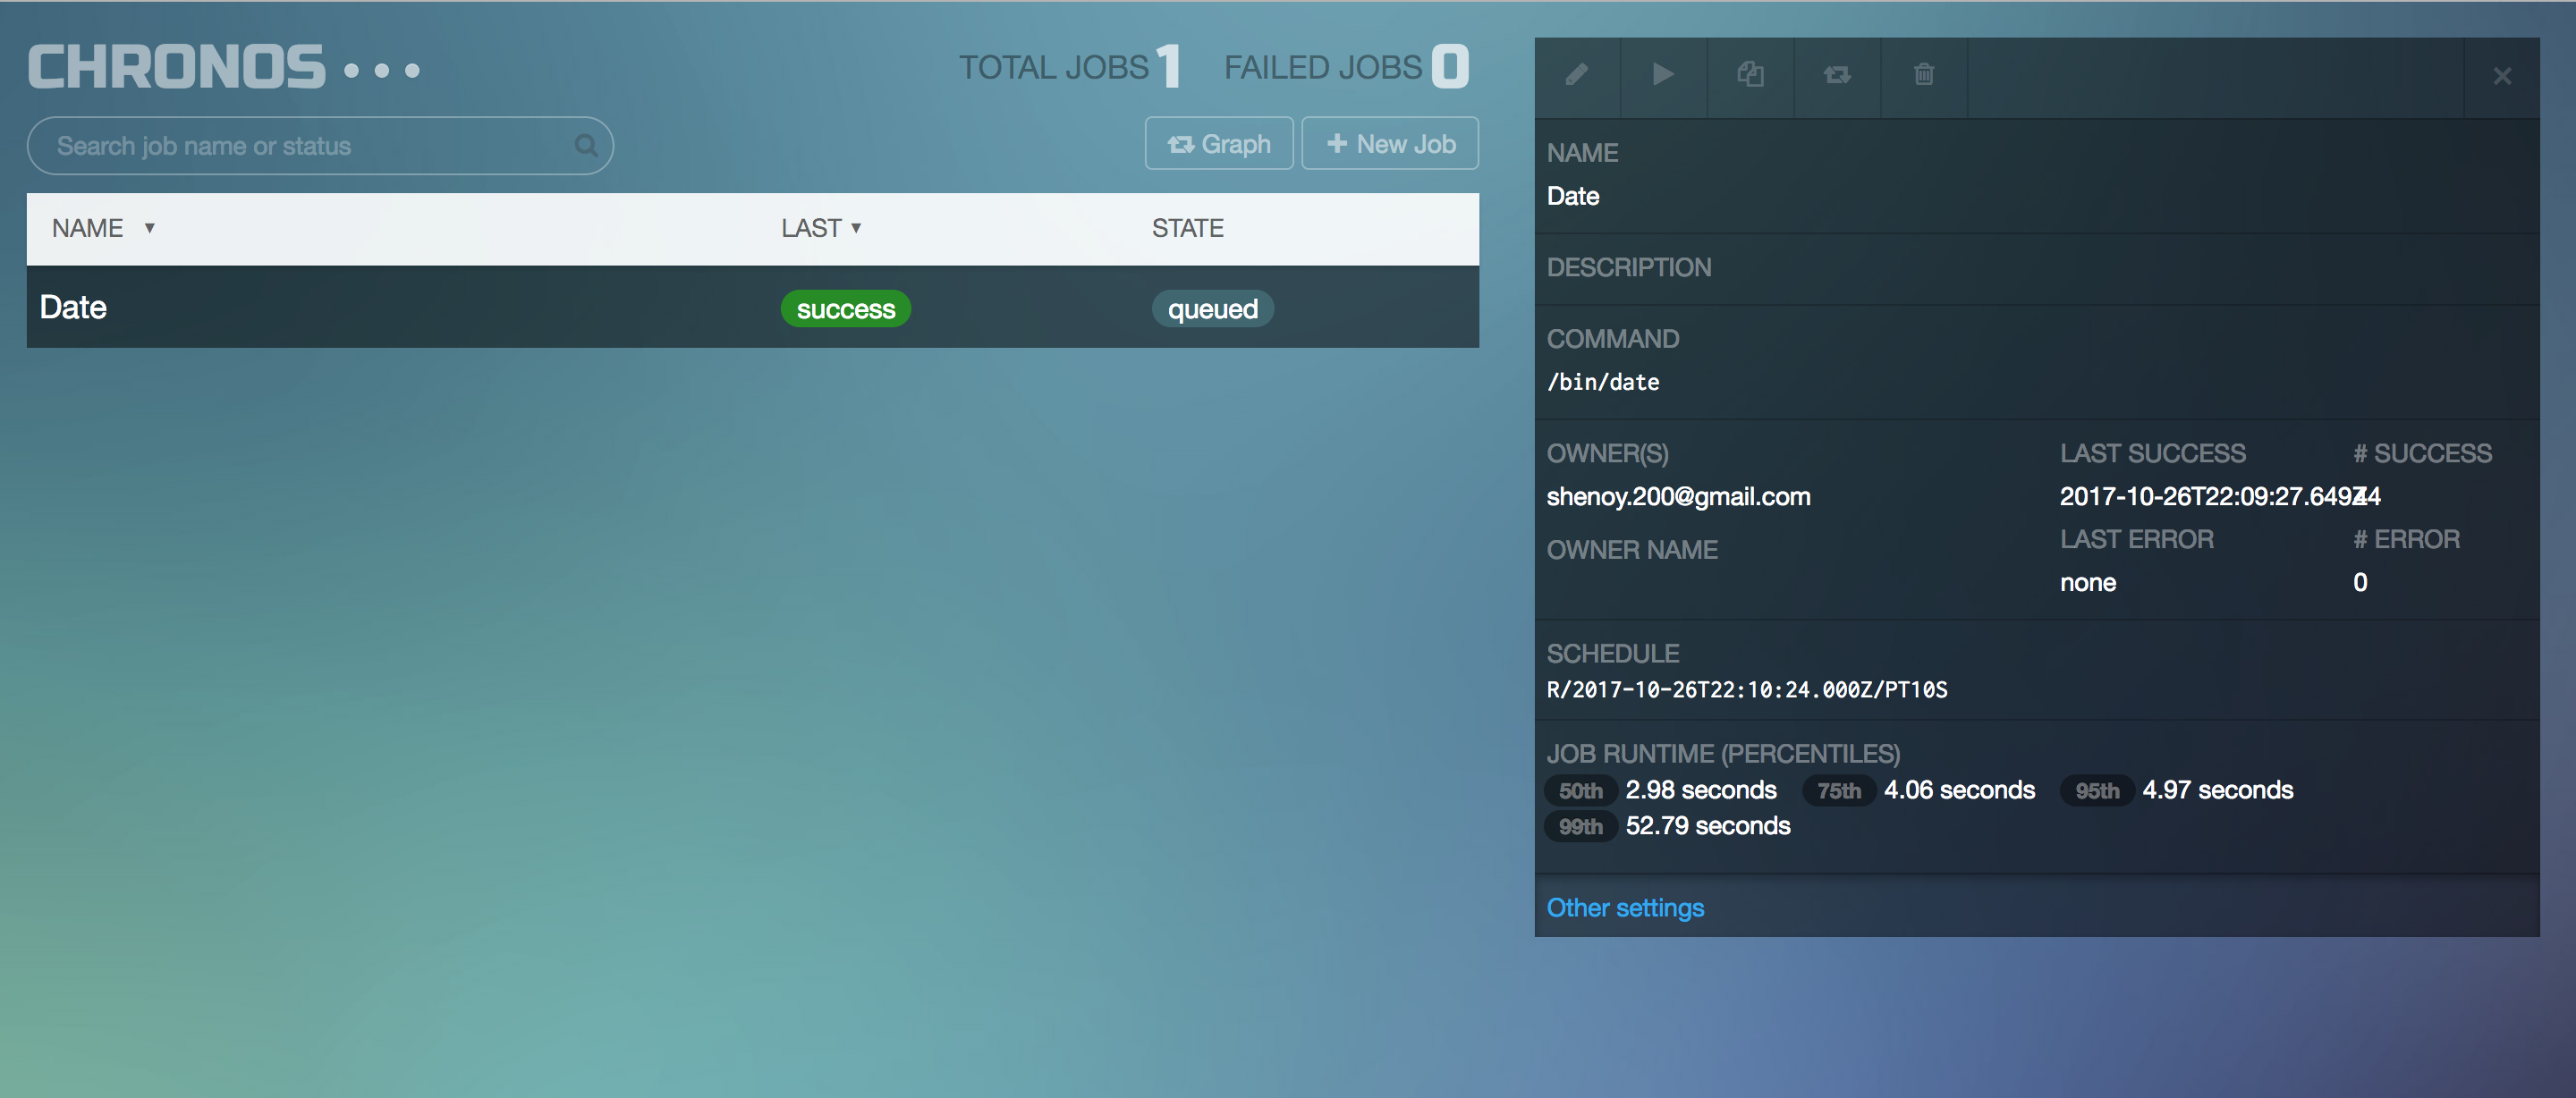 CHRONOS
TOTAL JOBS 1 FAILED JOBS 0
Search job name or status
Graph
New Job
NAME LAST STATE
Date success queued
NAME
Date
DESCRIPTION
COMMAND
/bin/date
OWNER(S) LAST SUCCESS # SUCCESS
shenoy.200@gmail.com 2017-10-26T22:09:27.649Z 44
OWNER NAME LAST ERROR # ERROR
none 0
SCHEDULE
R/2017-10-26T22:10:24.000Z/PT10S
JOB RUNTIME (PERCENTILES)
50th 2.98 seconds 75th 4.06 seconds 95th 4.97 seconds
99th 52.79 seconds
Other settings